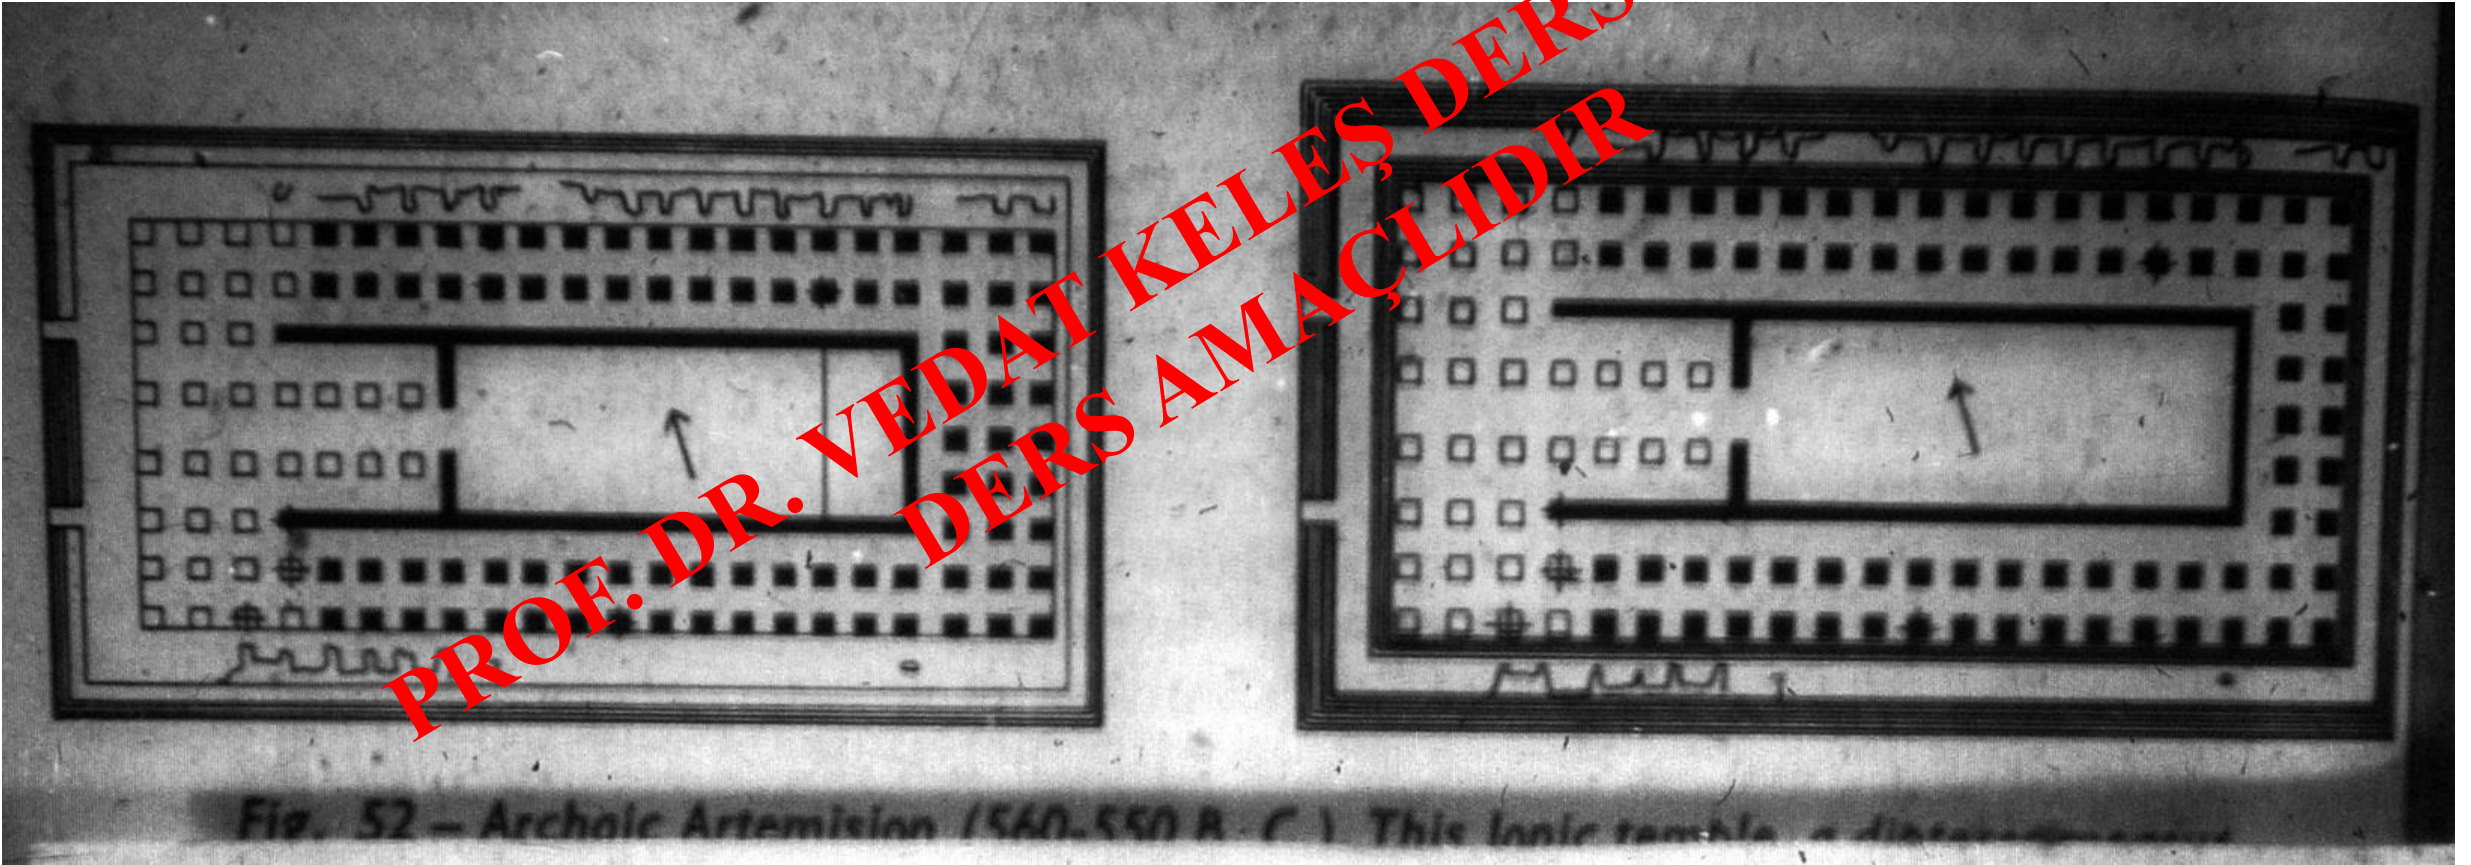 PROF. DR. VEDAT KELEŞ DERS
DERS AMAÇLIDIR
Fig. 52 – Archaic Artemision (560-550 B. C.) This Ionic temple, a